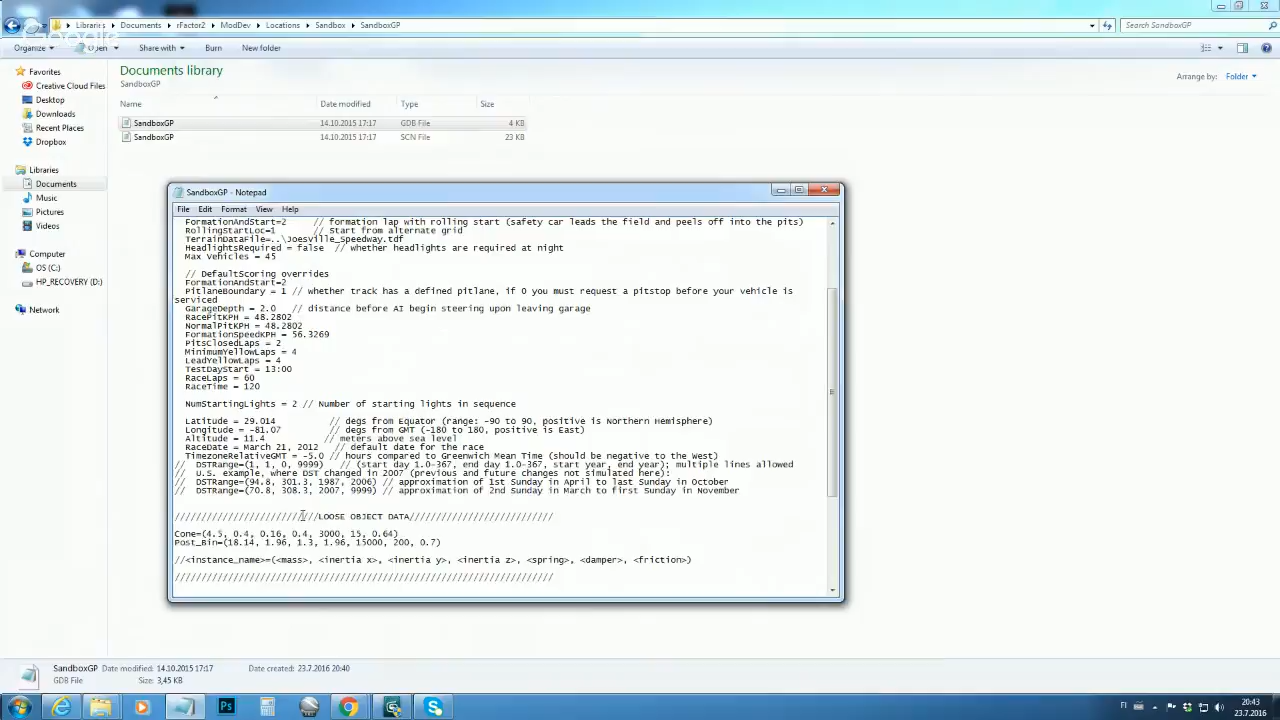 Libraries ▸ Documents ▸ rFactor2 ▸ ModDev ▸ Locations ▸ Sandbox ▸ SandboxGP
Search SandboxGP
Organize
Open
Share with
Burn
New folder
Google
Favorites
Creative Cloud Files
Desktop
Downloads
Recent Places
Dropbox
Libraries
Documents
Music
Pictures
Videos
Computer
OS (C:)
HP_RECOVERY (D:)
Network
Documents library
SandboxGP
Arrange by: Folder
Name Date modified Type Size
SandboxGP 14.10.2015 17:17 GDB File 4 KB
SandboxGP 14.10.2015 17:17 SCN File 23 KB
SandboxGP - Notepad
File Edit Format View Help
FormationAndStart=2 // formation lap with rolling start (safety car leads the field and peels off into the pits)
RollingStartLoc=1 // Start from alternate grid
TerrainDataFile=..\Joesville_Speedway.tdf
HeadlightsRequired = false // whether headlights are required at night
Max Vehicles = 45
// DefaultScoring overrides
FormationAndStart=2
PitlaneBoundary = 1 // whether track has a defined pitlane, if 0 you must request a pitstop before your vehicle is
serviced
GarageDepth = 2.0 // distance before AI begin steering upon leaving garage
RacePitKPH = 48.2802
NormalPitKPH = 48.2802
FormationSpeedKPH = 56.3269
PitsClosedLaps = 2
MinimumYellowLaps = 4
LeadYellowLaps = 4
TestDayStart = 13:00
RaceLaps = 60
RaceTime = 120
NumStartingLights = 2 // Number of starting lights in sequence
Latitude = 29.014 // degs from Equator (range: -90 to 90, positive is Northern Hemisphere)
Longitude = -81.07 // degs from GMT (-180 to 180, positive is East)
Altitude = 11.4 // meters above sea level
RaceDate = March 21, 2012 // default date for the race
TimezoneRelativeGMT = -5.0 // hours compared to Greenwich Mean Time (should be negative to the West)
// DSTRange=(1, 1, 0, 9999) // (start day 1.0-367, end day 1.0-367, start year, end year); multiple lines allowed
// U.S. example, where DST changed in 2007 (previous and future changes not simulated here):
// DSTRange=(94.8, 301.3, 1987, 2006) // approximation of 1st Sunday in April to last Sunday in October
// DSTRange=(70.8, 308.3, 2007, 9999) // approximation of 2nd Sunday in March to first Sunday in November
///////////////////////////LOOSE OBJECT DATA///////////////////////////
Cone=(4.5, 0.4, 0.16, 0.4, 3000, 15, 0.64)
Post_Bin=(18.14, 1.96, 1.3, 1.96, 15000, 200, 0.7)
//<instance_name>=(<mass>, <inertia x>, <inertia y>, <inertia z>, <spring>, <damper>, <friction>)
///////////////////////////////////////////////////////////////////////
SandboxGP Date modified: 14.10.2015 17:17 Date created: 23.7.2016 20:40
GDB File Size: 3,45 KB
FI
20:43
23.7.2016